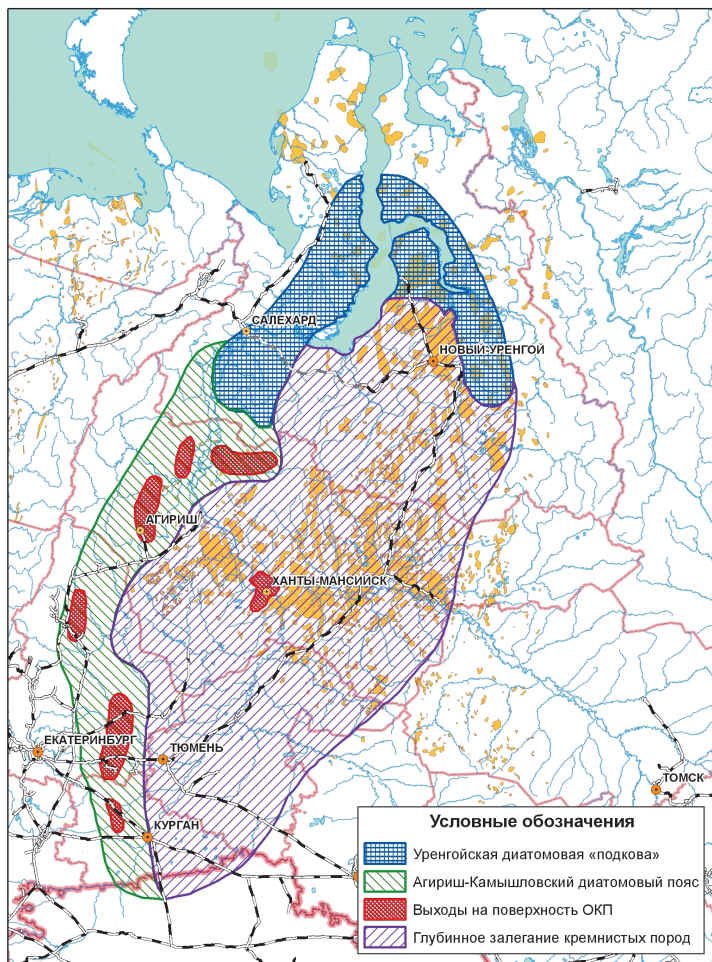 САЛЕХАРД
НОВЫЙ-УРЕНГОЙ
АГИРИШ
ХАНТЫ-МАНСИЙСК
ЕКАТЕРИНБУРГ
ТЮМЕНЬ
ТОМСК
КУРГАН
Условные обозначения
Уренгойская диатомовая «подкова»
Агириш-Камышловский диатомовый пояс
Выходы на поверхность ОКП
Глубинное залегание кремнистых пород